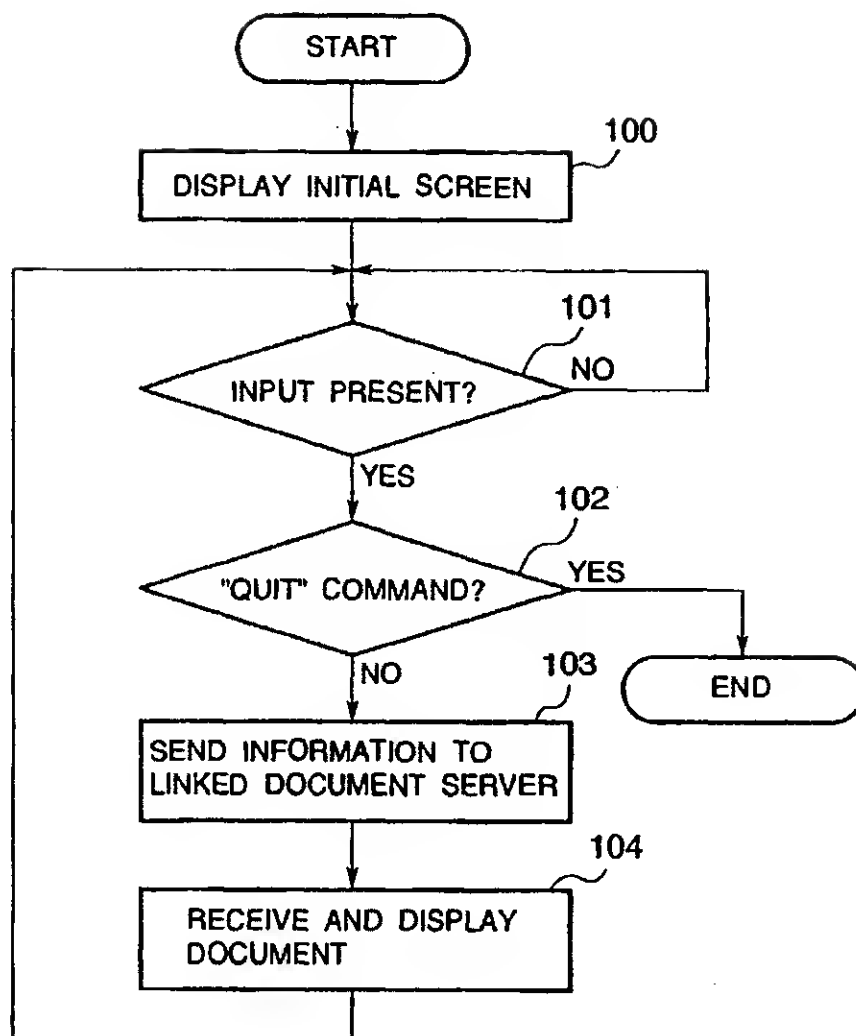 START
100
DISPLAY INITIAL SCREEN
101
INPUT PRESENT?
NO
YES
102
"QUIT" COMMAND?
YES
NO
END
103
SEND INFORMATION TO
LINKED DOCUMENT SERVER
104
RECEIVE AND DISPLAY
DOCUMENT